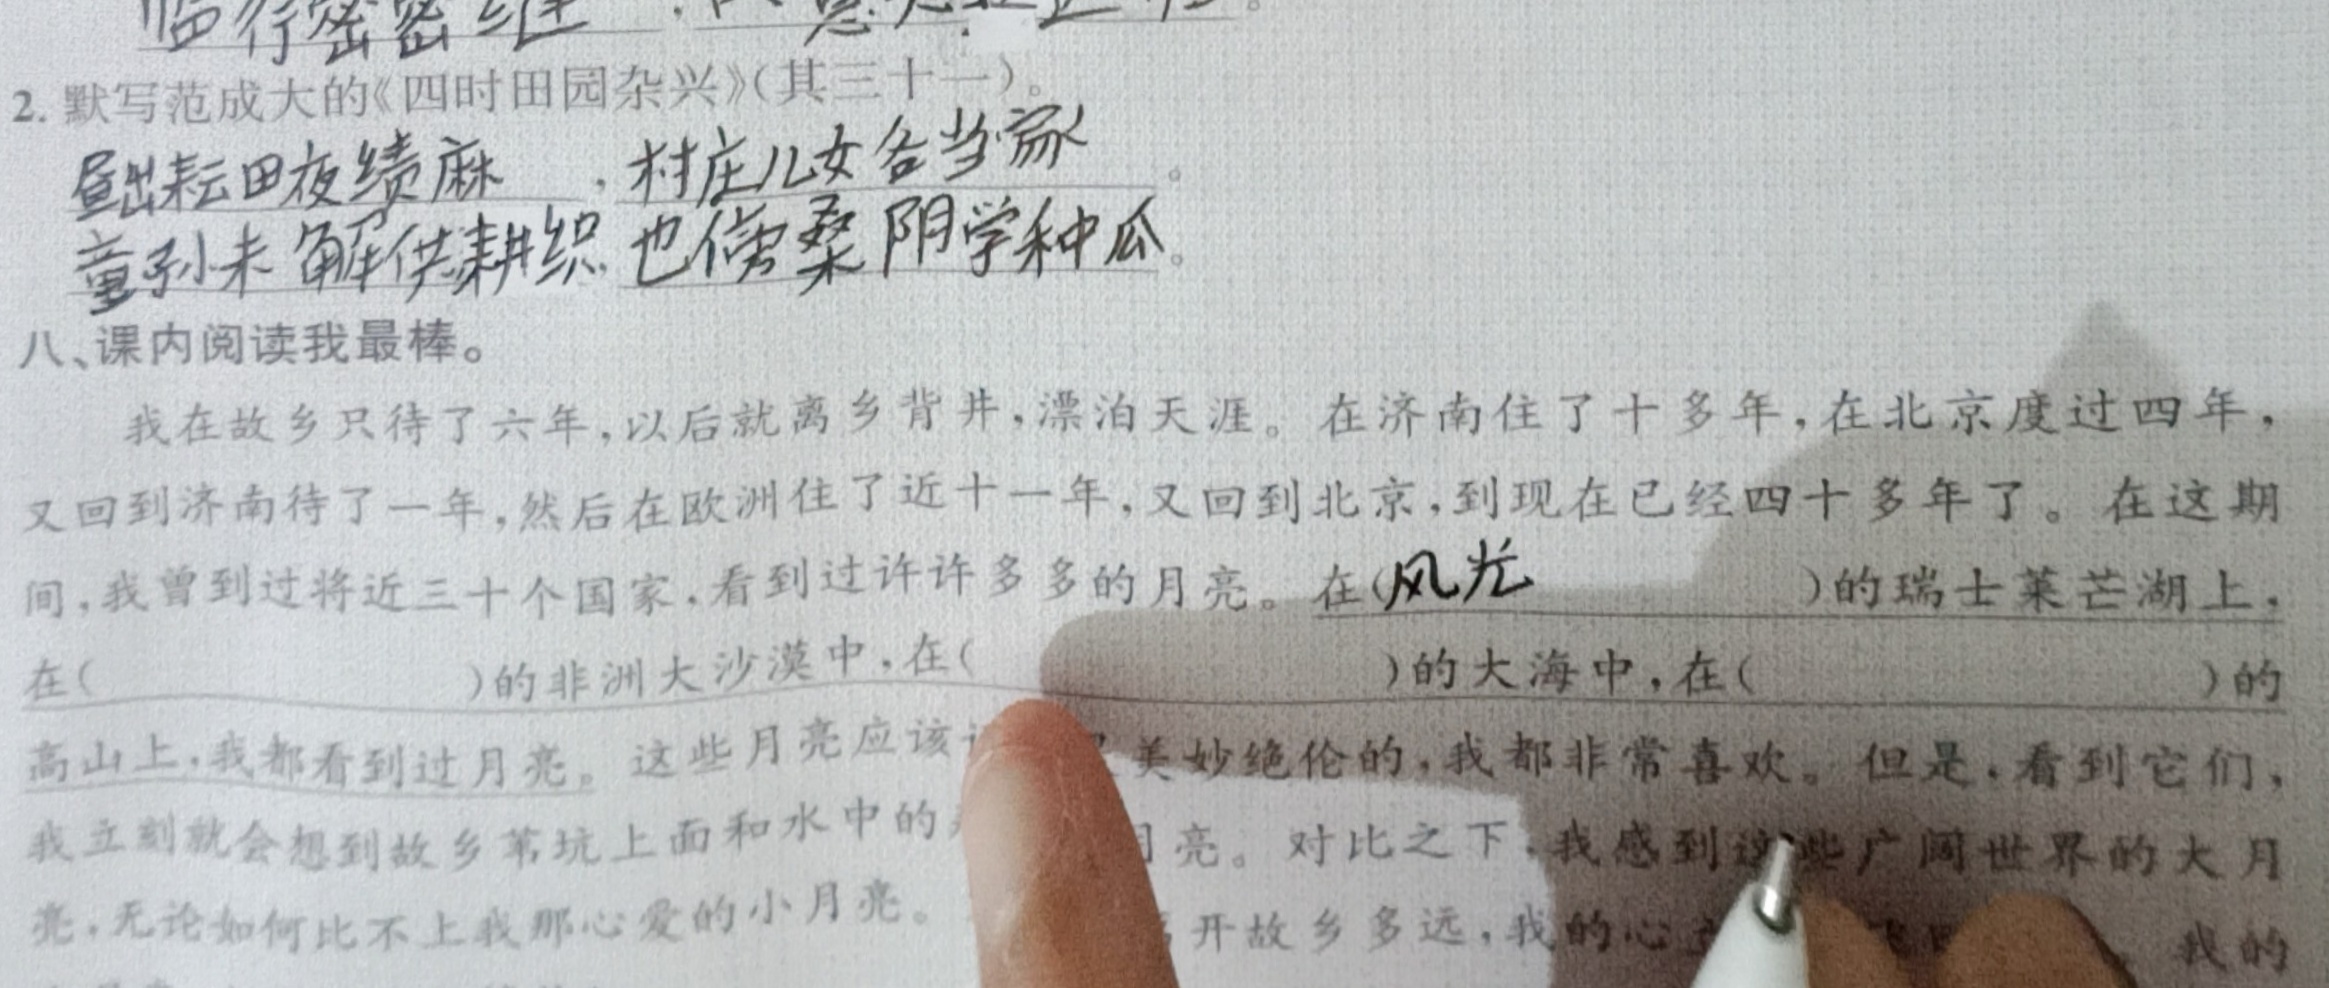 临行密密缝
2. 默写范成大的《四时田园杂兴》(其三十一)。
昼出耘田夜绩麻,村庄儿女各当家。
童孙未解供耕织,也傍桑阴学种瓜。
八、课内阅读我最棒。
我在故乡只待了六年,以后就离乡背井,漂泊天涯。在济南住了十多年,在北京度过四年,
又回到济南待了一年,然后在欧洲住了近十一年,又回到北京,到现在已经四十多年了。在这期
间,我曾到过将近三十个国家,看到过许许多多的月亮。在(风光 )的瑞士莱芒湖上,
在( )的非洲大沙漠中,在( )的大海中,在( )的
高山上,我都看到过月亮。这些月亮应该 美妙绝伦的,我都非常喜欢。但是,看到它们,
我立刻就会想到故乡苇坑上面和水中的 月亮。对比之下,我感到这些广阔世界的大月
亮,无论如何比不上我那心爱的小月亮。 开故乡多远,我的心 我的